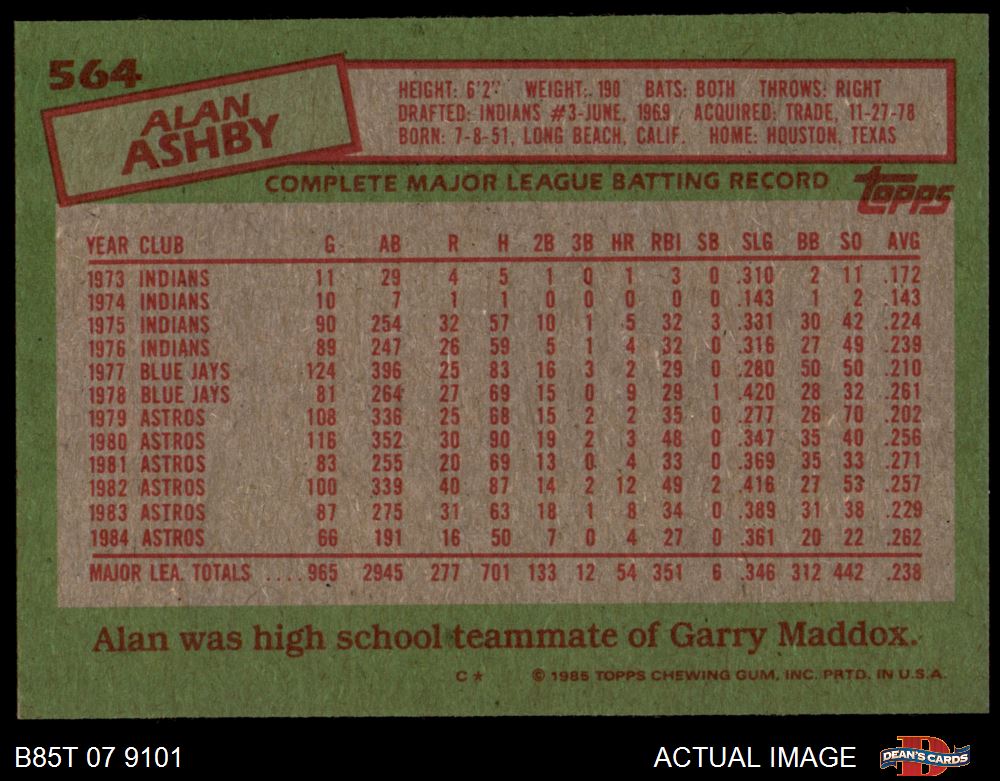 564
ALAN
ASHBY
HEIGHT: 6'2" WEIGHT: 190 BATS: BOTH THROWS: RIGHT
DRAFTED: INDIANS #3-JUNE, 1969 ACQUIRED: TRADE, 11-27-78
BORN: 7-8-51, LONG BEACH, CALIF. HOME: HOUSTON, TEXAS
COMPLETE MAJOR LEAGUE BATTING RECORD
topps
YEAR CLUB G AB R H 2B 3B HR RBI SB SLG BB SO AVG
1973 INDIANS 11 29 4 5 1 0 1 3 0 .310 2 11 .172
1974 INDIANS 10 7 1 1 0 0 0 0 0 .143 1 2 .143
1975 INDIANS 90 254 32 57 10 1 5 32 3 .331 30 42 .224
1976 INDIANS 89 247 26 59 5 1 4 32 0 .316 27 49 .239
1977 BLUE JAYS 124 396 25 83 16 3 2 29 0 .280 50 50 .210
1978 BLUE JAYS 81 264 27 69 15 0 9 29 1 .420 28 32 .261
1979 ASTROS 108 336 25 68 15 2 2 35 0 .277 26 70 .202
1980 ASTROS 116 352 30 90 19 2 3 48 0 .347 35 40 .256
1981 ASTROS 83 255 20 69 13 0 4 33 0 .369 35 33 .271
1982 ASTROS 100 339 40 87 14 2 12 49 2 .416 27 53 .257
1983 ASTROS 87 275 31 63 18 1 8 34 0 .389 31 38 .229
1984 ASTROS 66 191 16 50 7 0 4 27 0 .361 20 22 .262
MAJOR LEA. TOTALS ....965 2945 277 701 133 12 54 351 6 .346 312 442 .238
Alan was high school teammate of Garry Maddox.
C* © 1985 TOPPS CHEWING GUM, INC. PRTD. IN U.S.A.
B85T 07 9101 ACTUAL IMAGE DEAN'S CARDS